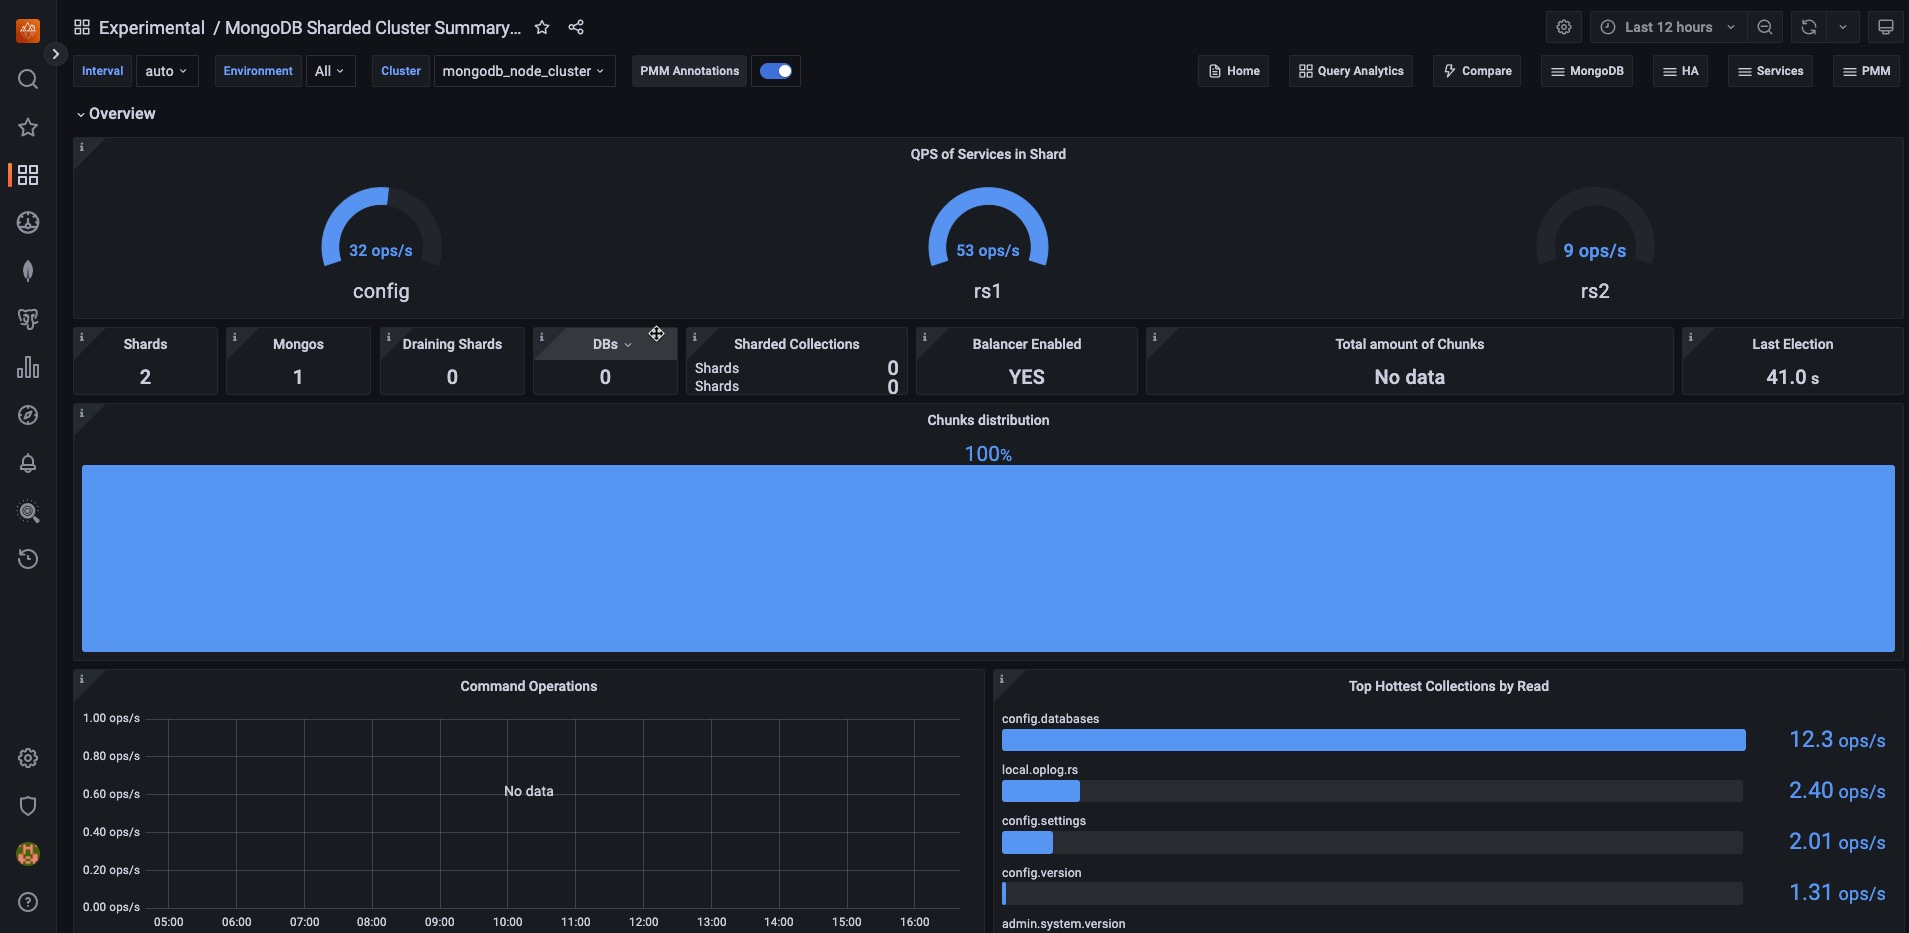 Experimental / MongoDB Sharded Cluster Summary...
Last 12 hours
Interval auto Environment All Cluster mongodb_node_cluster PMM Annotations
Home Query Analytics Compare MongoDB HA Services PMM
Overview
QPS of Services in Shard
32 ops/s 53 ops/s 9 ops/s
config rs1 rs2
Shards
2
Mongos
1
Draining Shards
0
DBs
0
Sharded Collections
Shards 0
Shards 0
Balancer Enabled
YES
Total amount of Chunks
No data
Last Election
41.0 s
Chunks distribution
100%
Command Operations
1.00 ops/s
0.80 ops/s
0.60 ops/s
0.40 ops/s
0.20 ops/s
0.00 ops/s
No data
05:00 06:00 07:00 08:00 09:00 10:00 11:00 12:00 13:00 14:00 15:00 16:00
Top Hottest Collections by Read
config.databases
12.3 ops/s
local.oplog.rs
2.40 ops/s
config.settings
2.01 ops/s
config.version
1.31 ops/s
admin.system.version